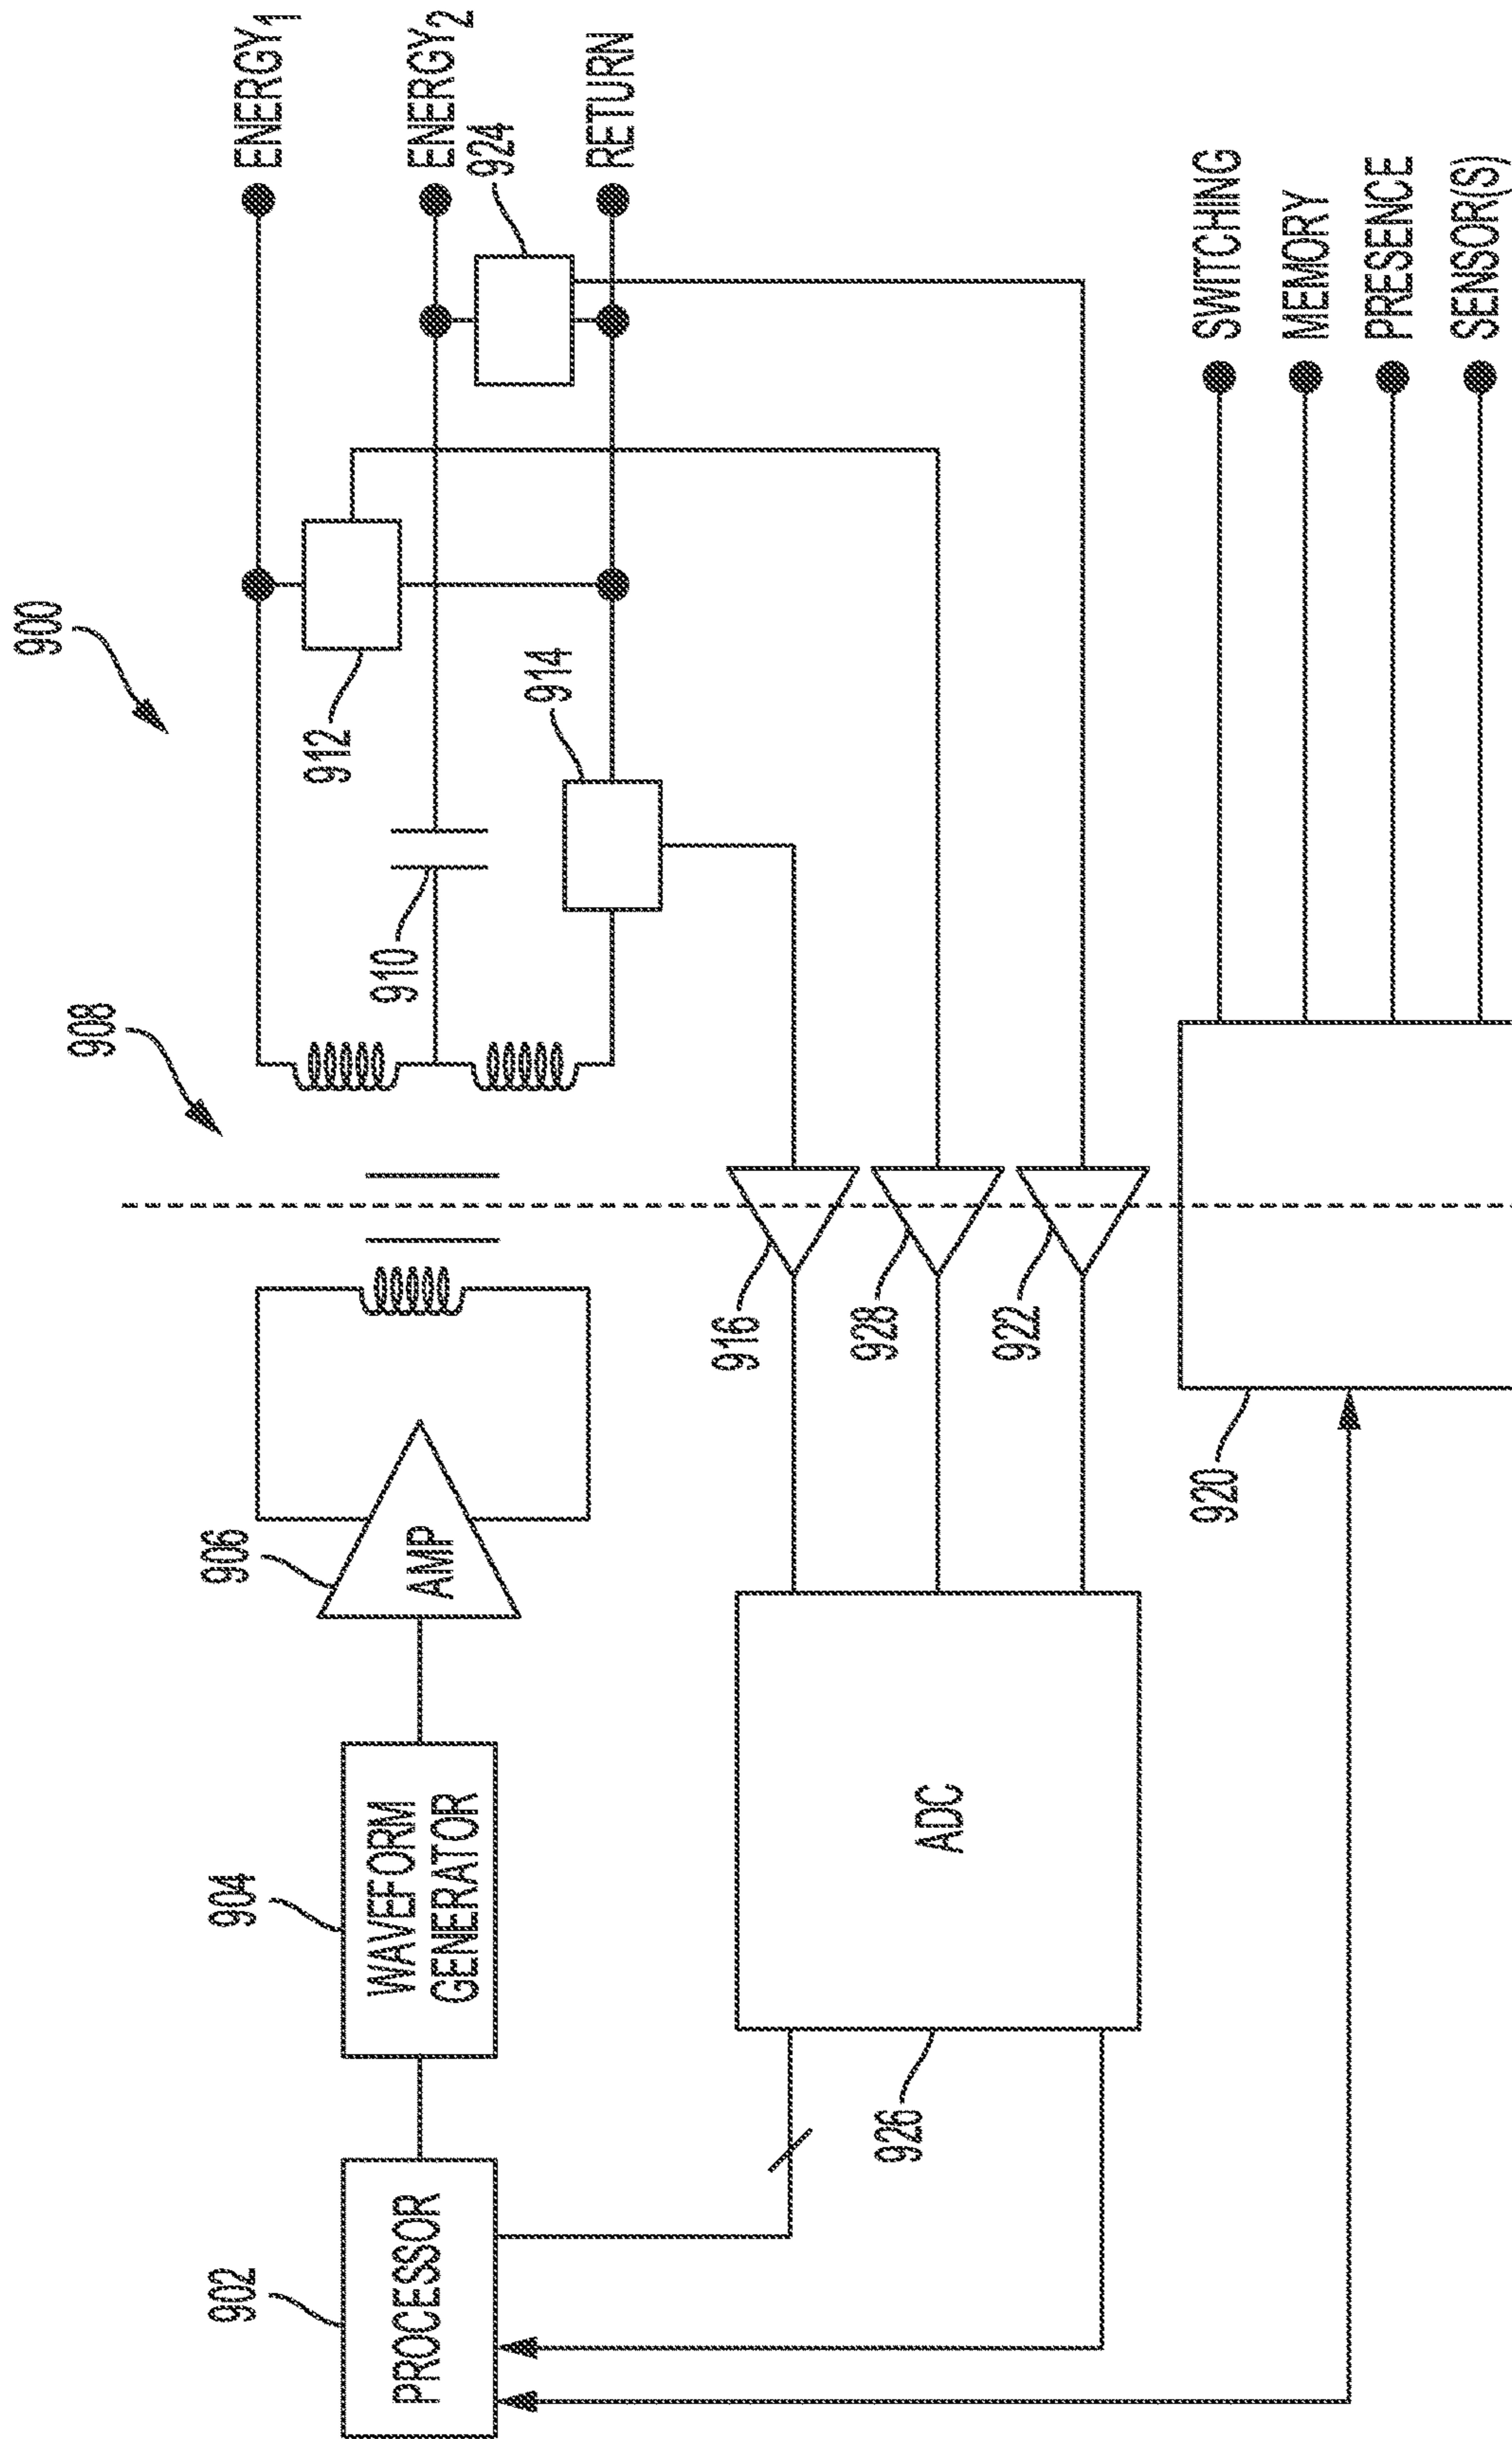 900
908
ENERGY1
902
PROCESSOR
904
WAVEFORM
GENERATOR
906
AMP
910
912
ENERGY2
924
914
RETURN
916
928
922
926
ADC
920
SWITCHING
MEMORY
PRESENCE
SENSOR(S)